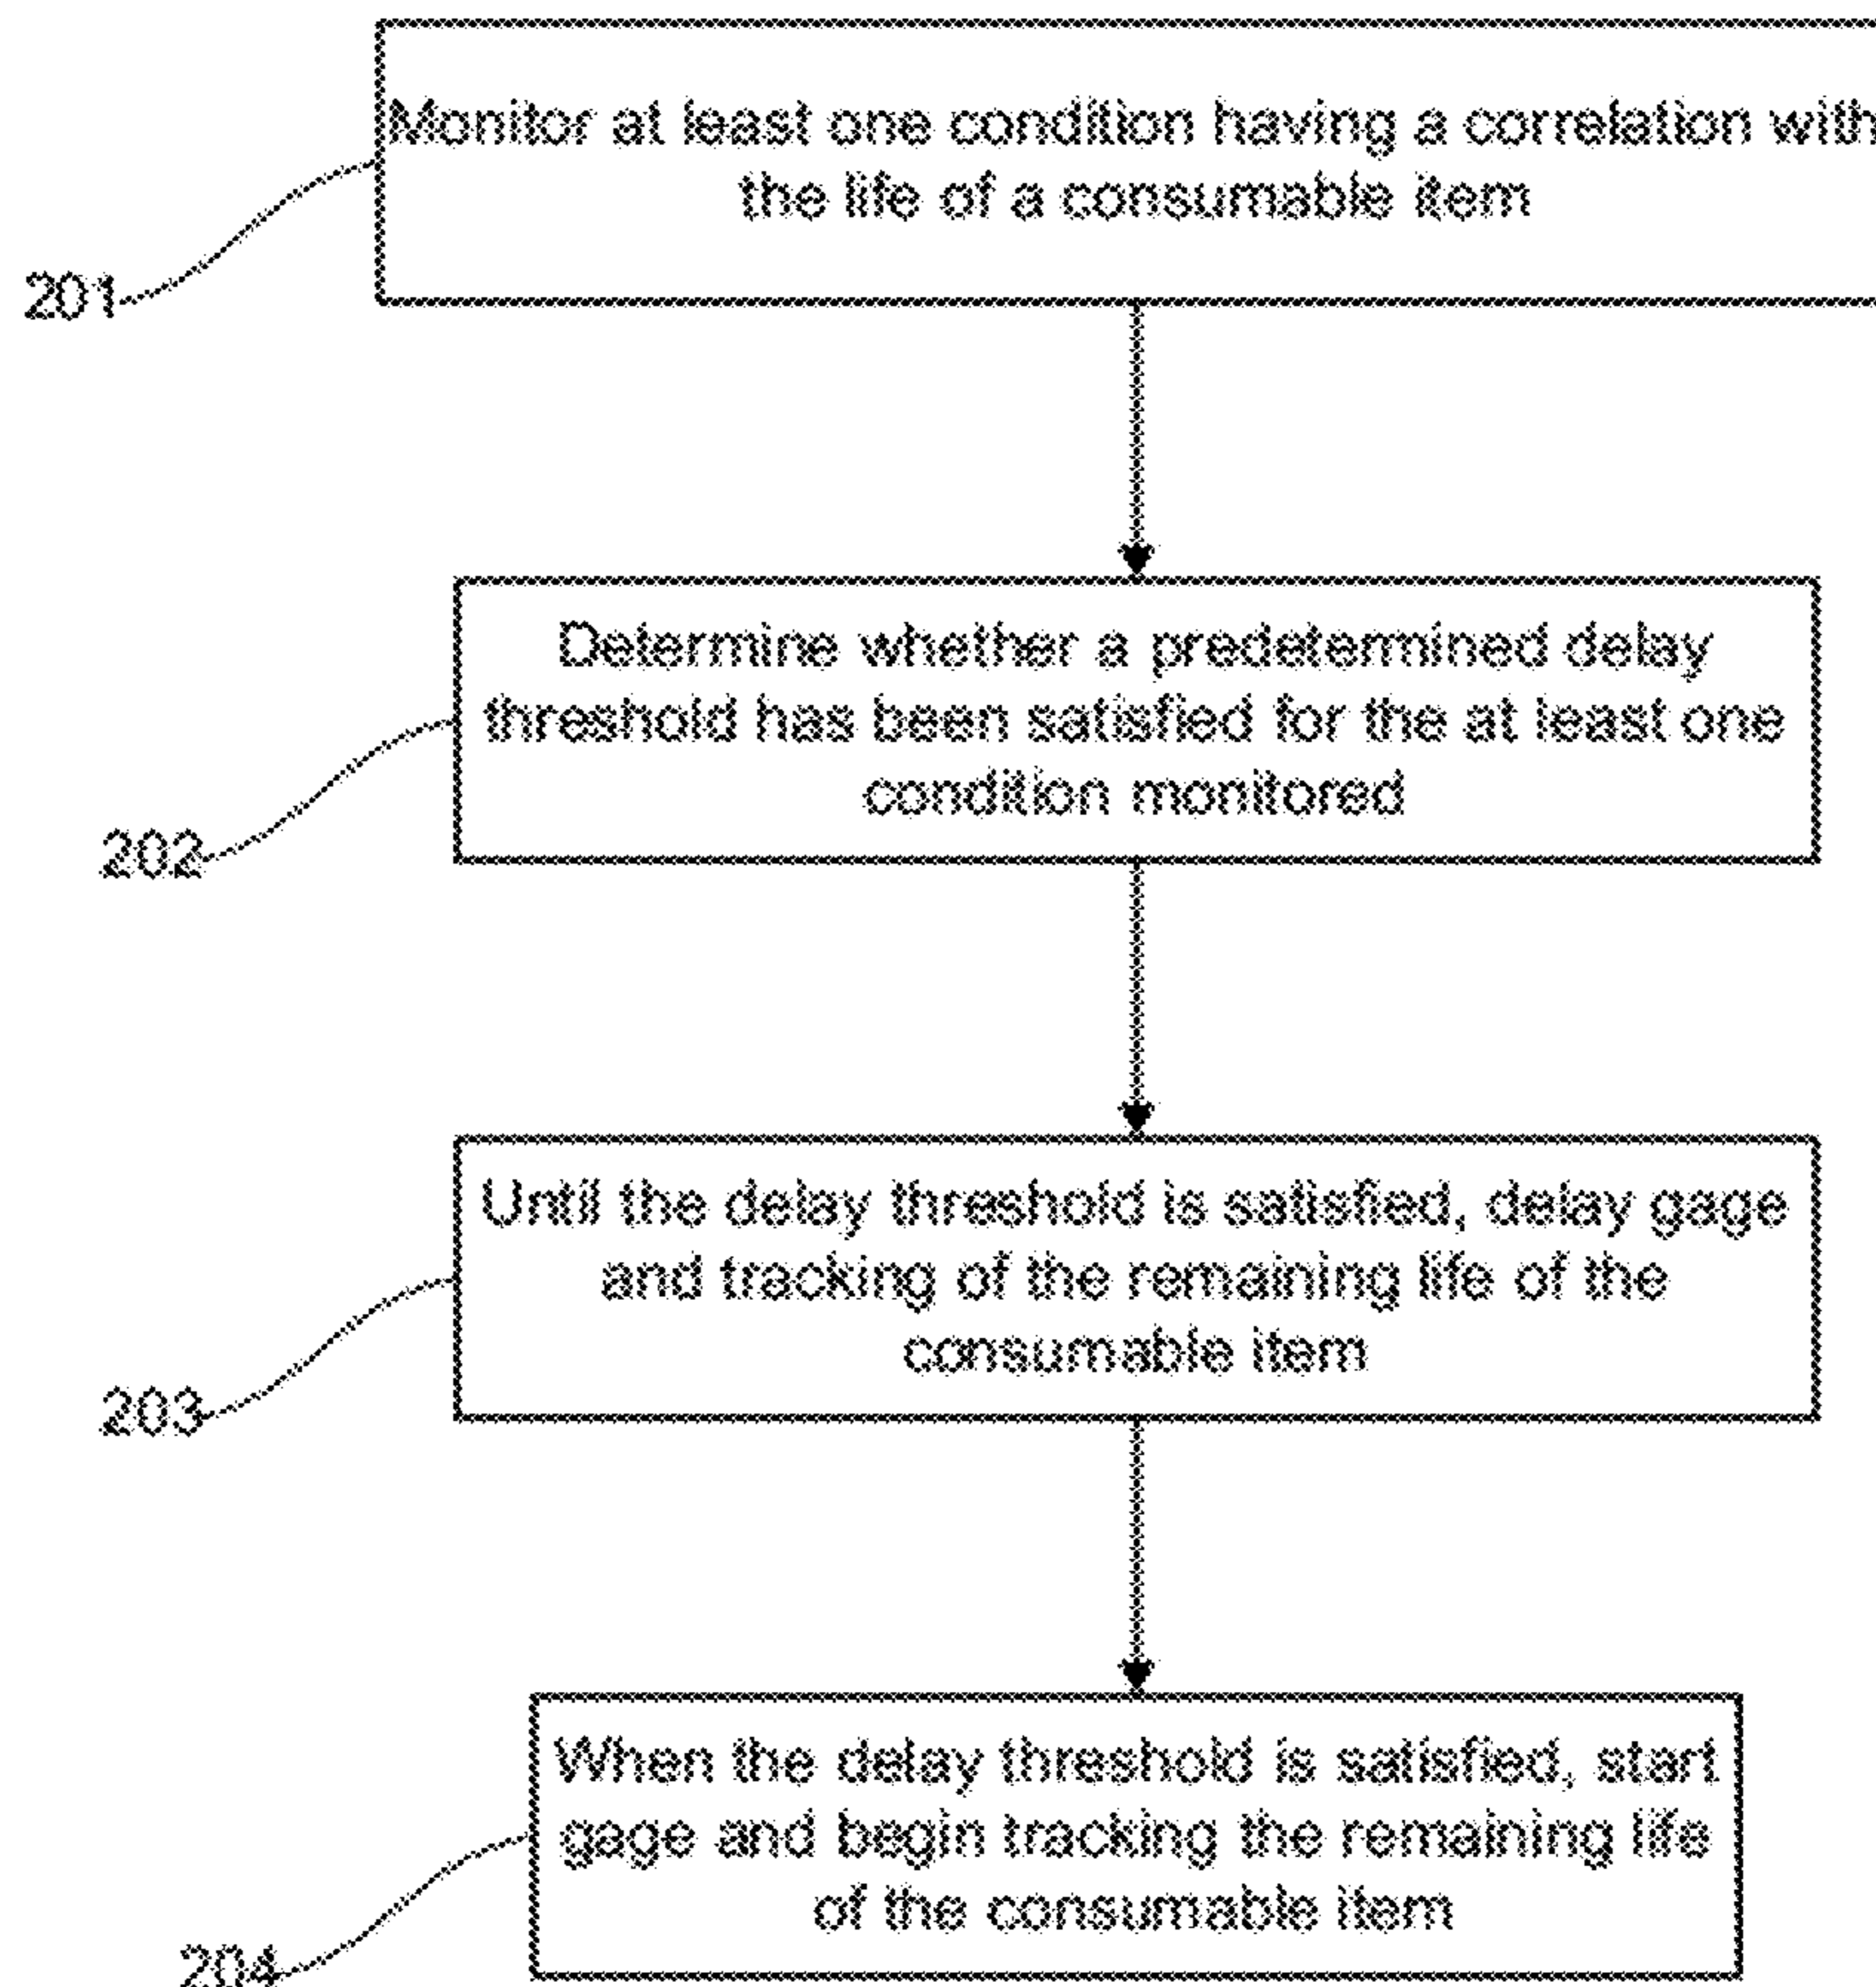 Monitor at least one condition having a correlation with
the life of a consumable item
201
Determine whether a predetermined delay
threshold has been satisfied for the at least one
condition monitored
202
Until the delay threshold is satisfied, delay gage
and tracking of the remaining life of the
consumable item
203
When the delay threshold is satisfied, start
gage and begin tracking the remaining life
of the consumable item
204